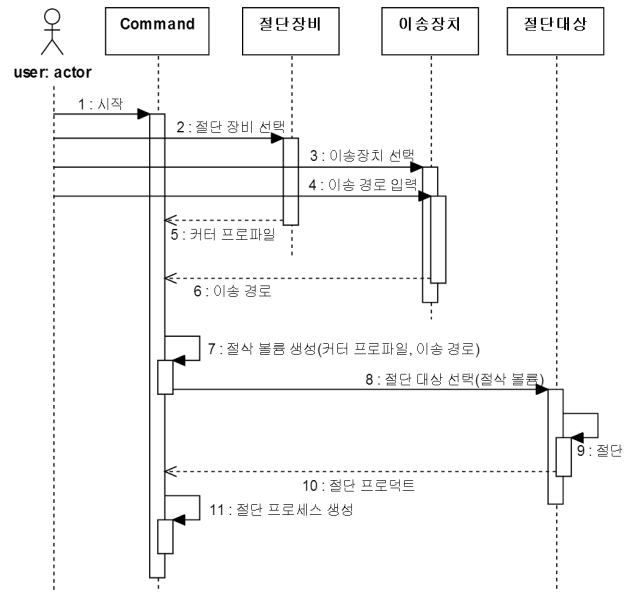 Command
절단장비
이송장치
절단대상
user: actor
1 : 시작
2 : 절단 장비 선택
3 : 이송장치 선택
4 : 이송 경로 입력
5 : 커터 프로파일
6 : 이송 경로
7 : 절삭 볼륨 생성(커터 프로파일, 이송 경로)
8 : 절단 대상 선택(절삭 볼륨)
9 : 절단
10 : 절단 프로덕트
11 : 절단 프로세스 생성